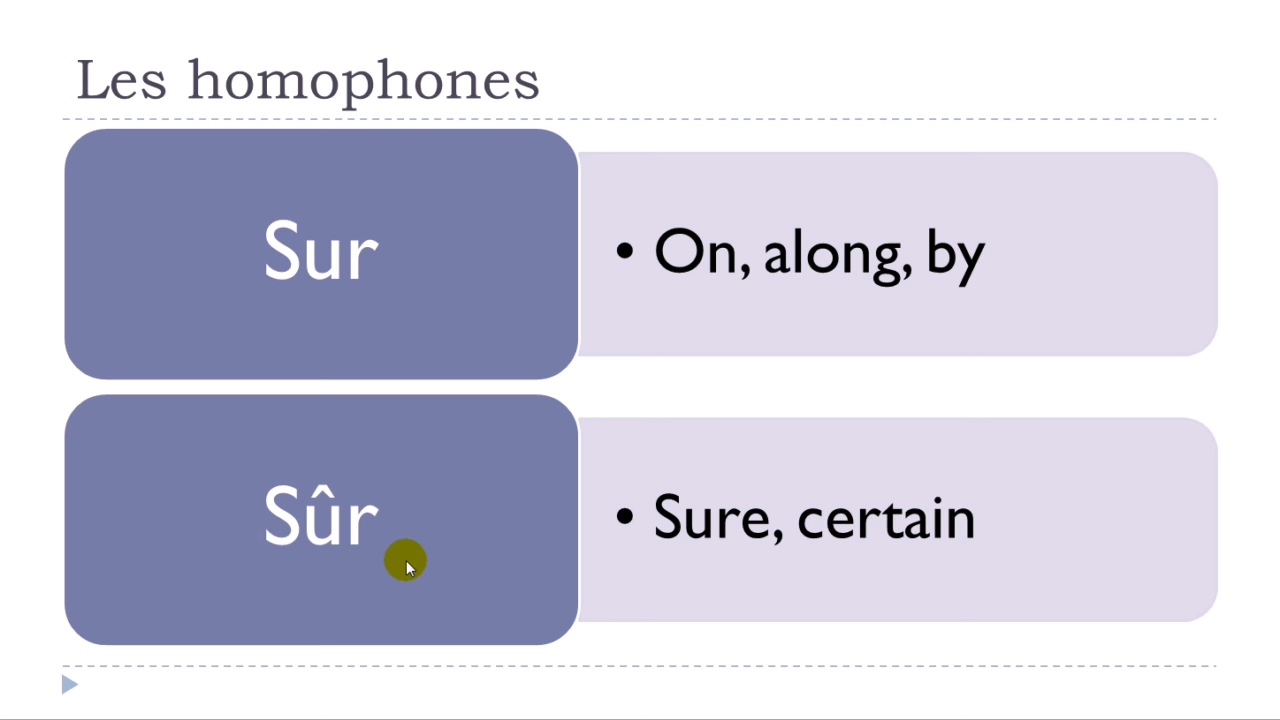 Les homophones
Sur
• On, along, by
Sûr
• Sure, certain